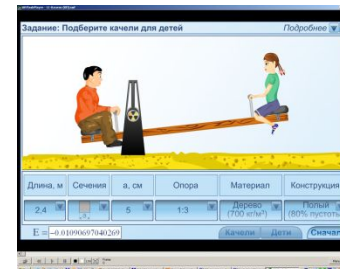 Задание: Подберите качели для детей
Подробнее
Длина, м Сечения а, см Опора Материал Конструкция
2,4 5 1:3 Дерево (700 кг/м³) Полый (80% пустоты
E = -0.01090697040269
Качели Дети Сначал